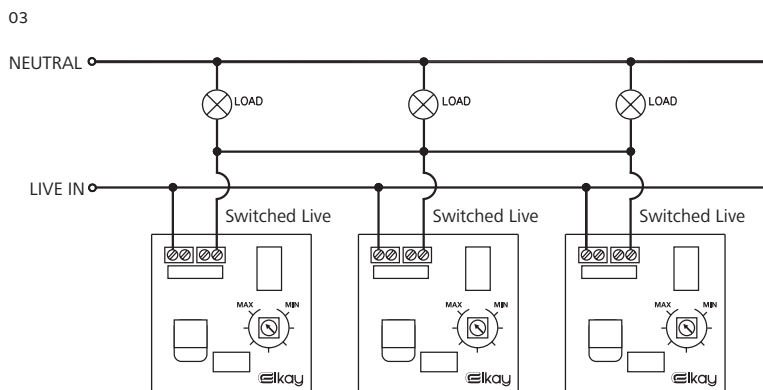 03
NEUTRAL
LOAD LOAD LOAD
LIVE IN
Switched Live Switched Live Switched Live
MAX MIN MAX MIN MAX MIN
Elkay Elkay Elkay